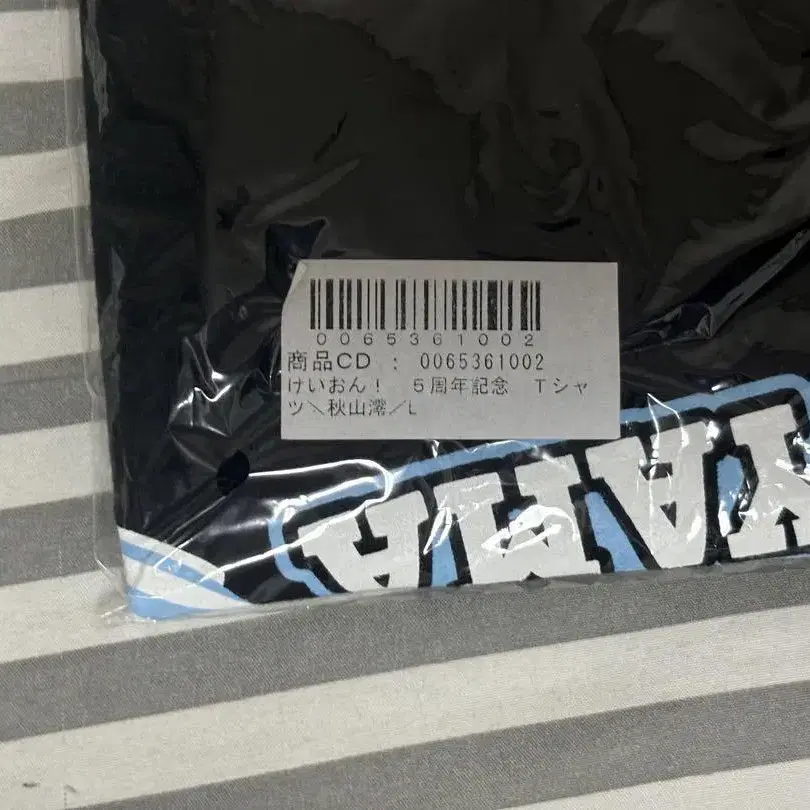 0065361002
商品CD : 0065361002
けいおん！ 5周年記念 Tシャ
ツ＼秋山澪／L
YAMA